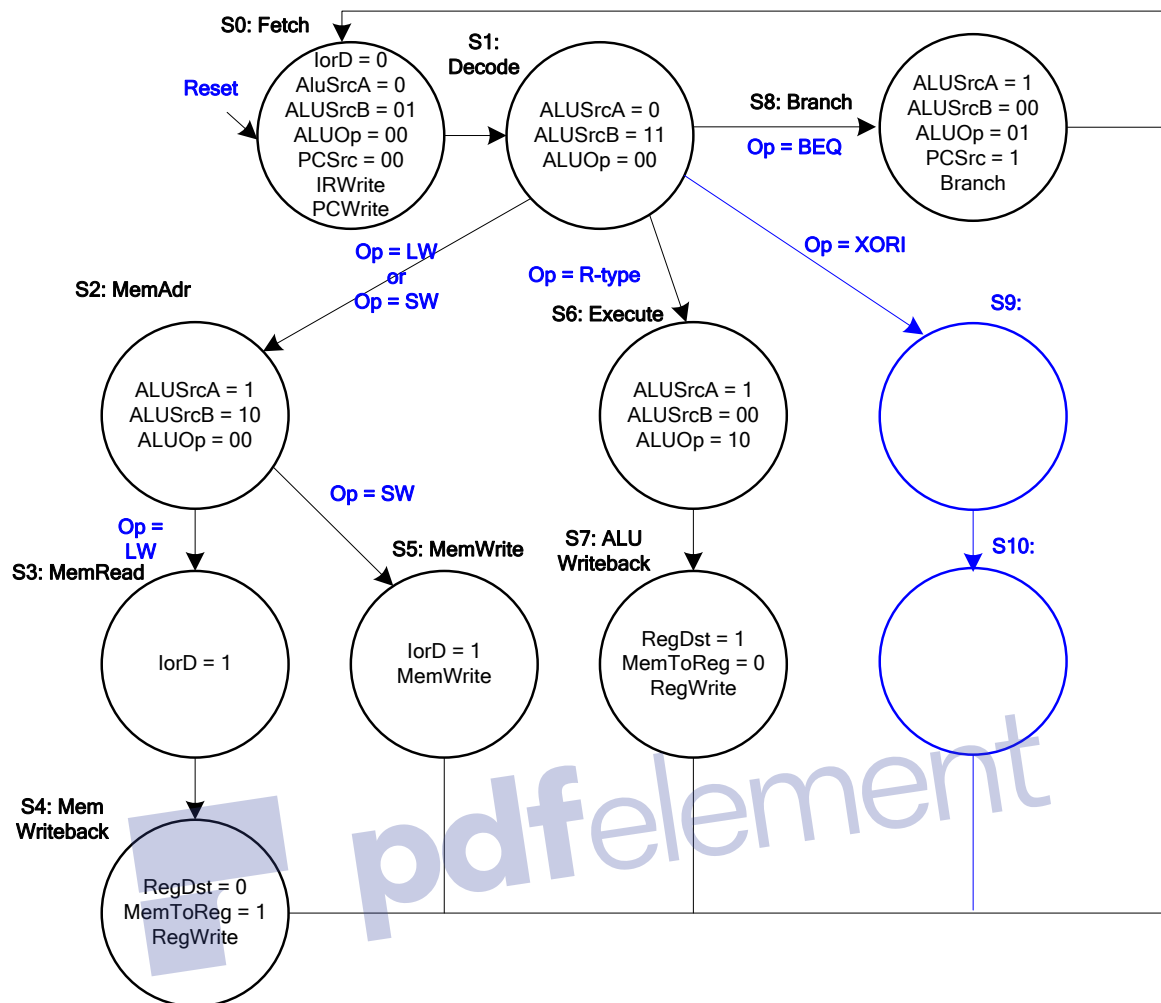 S0: Fetch
IorD = 0
AluSrcA = 0
ALUSrcB = 01
ALUOp = 00
PCSrc = 00
IRWrite
PCWrite
Reset
S1:
Decode
ALUSrcA = 0
ALUSrcB = 11
ALUOp = 00
S8: Branch
Op = BEQ
ALUSrcA = 1
ALUSrcB = 00
ALUOp = 01
PCSrc = 1
Branch
Op = LW
or
Op = SW
Op = R-type
Op = XORI
S2: MemAdr
ALUSrcA = 1
ALUSrcB = 10
ALUOp = 00
S6: Execute
ALUSrcA = 1
ALUSrcB = 00
ALUOp = 10
S9:
Op =
LW
Op = SW
S3: MemRead
IorD = 1
S5: MemWrite
IorD = 1
MemWrite
S7: ALU
Writeback
RegDst = 1
MemToReg = 0
RegWrite
S10:
S4: Mem
Writeback
RegDst = 0
MemToReg = 1
RegWrite
pdfelement